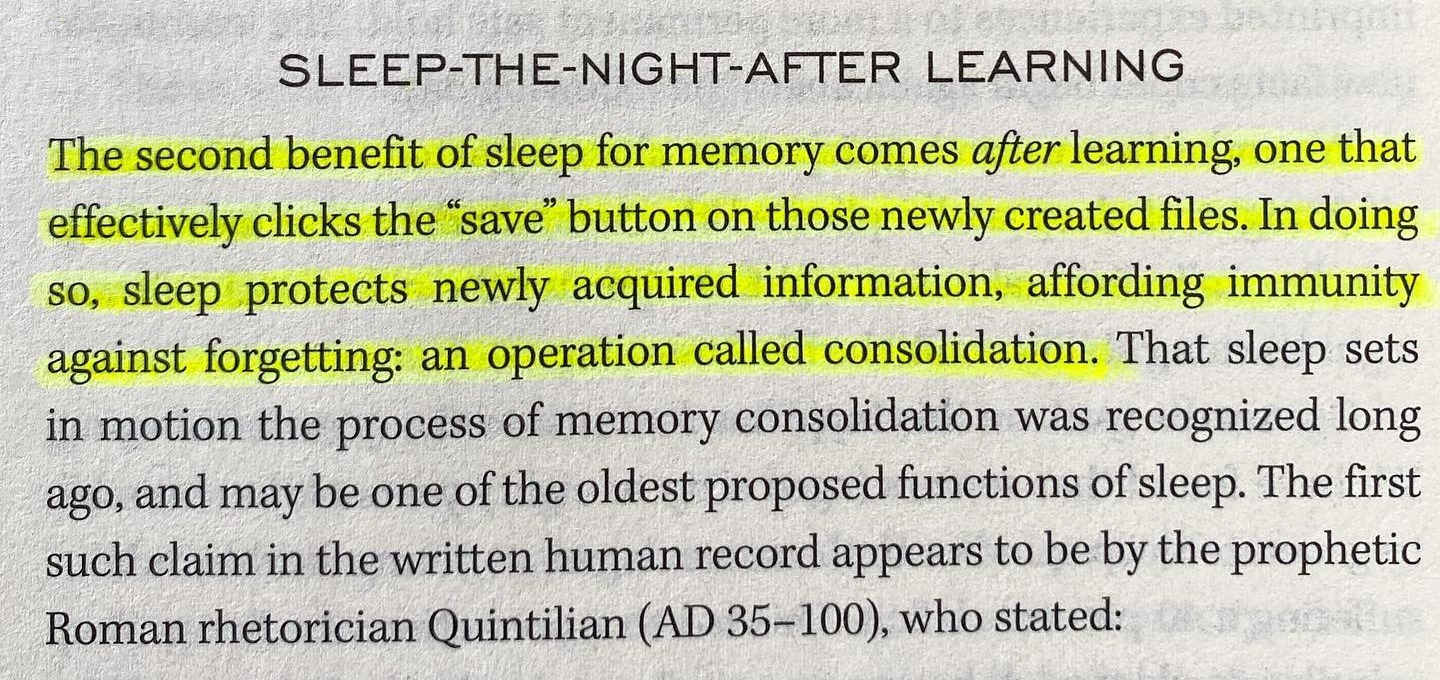 SLEEP-THE-NIGHT-AFTER LEARNING
The second benefit of sleep for memory comes after learning, one that
effectively clicks the “save” button on those newly created files. In doing
so, sleep protects newly acquired information, affording immunity
against forgetting: an operation called consolidation. That sleep sets
in motion the process of memory consolidation was recognized long
ago, and may be one of the oldest proposed functions of sleep. The first
such claim in the written human record appears to be by the prophetic
Roman rhetorician Quintilian (AD 35–100), who stated: